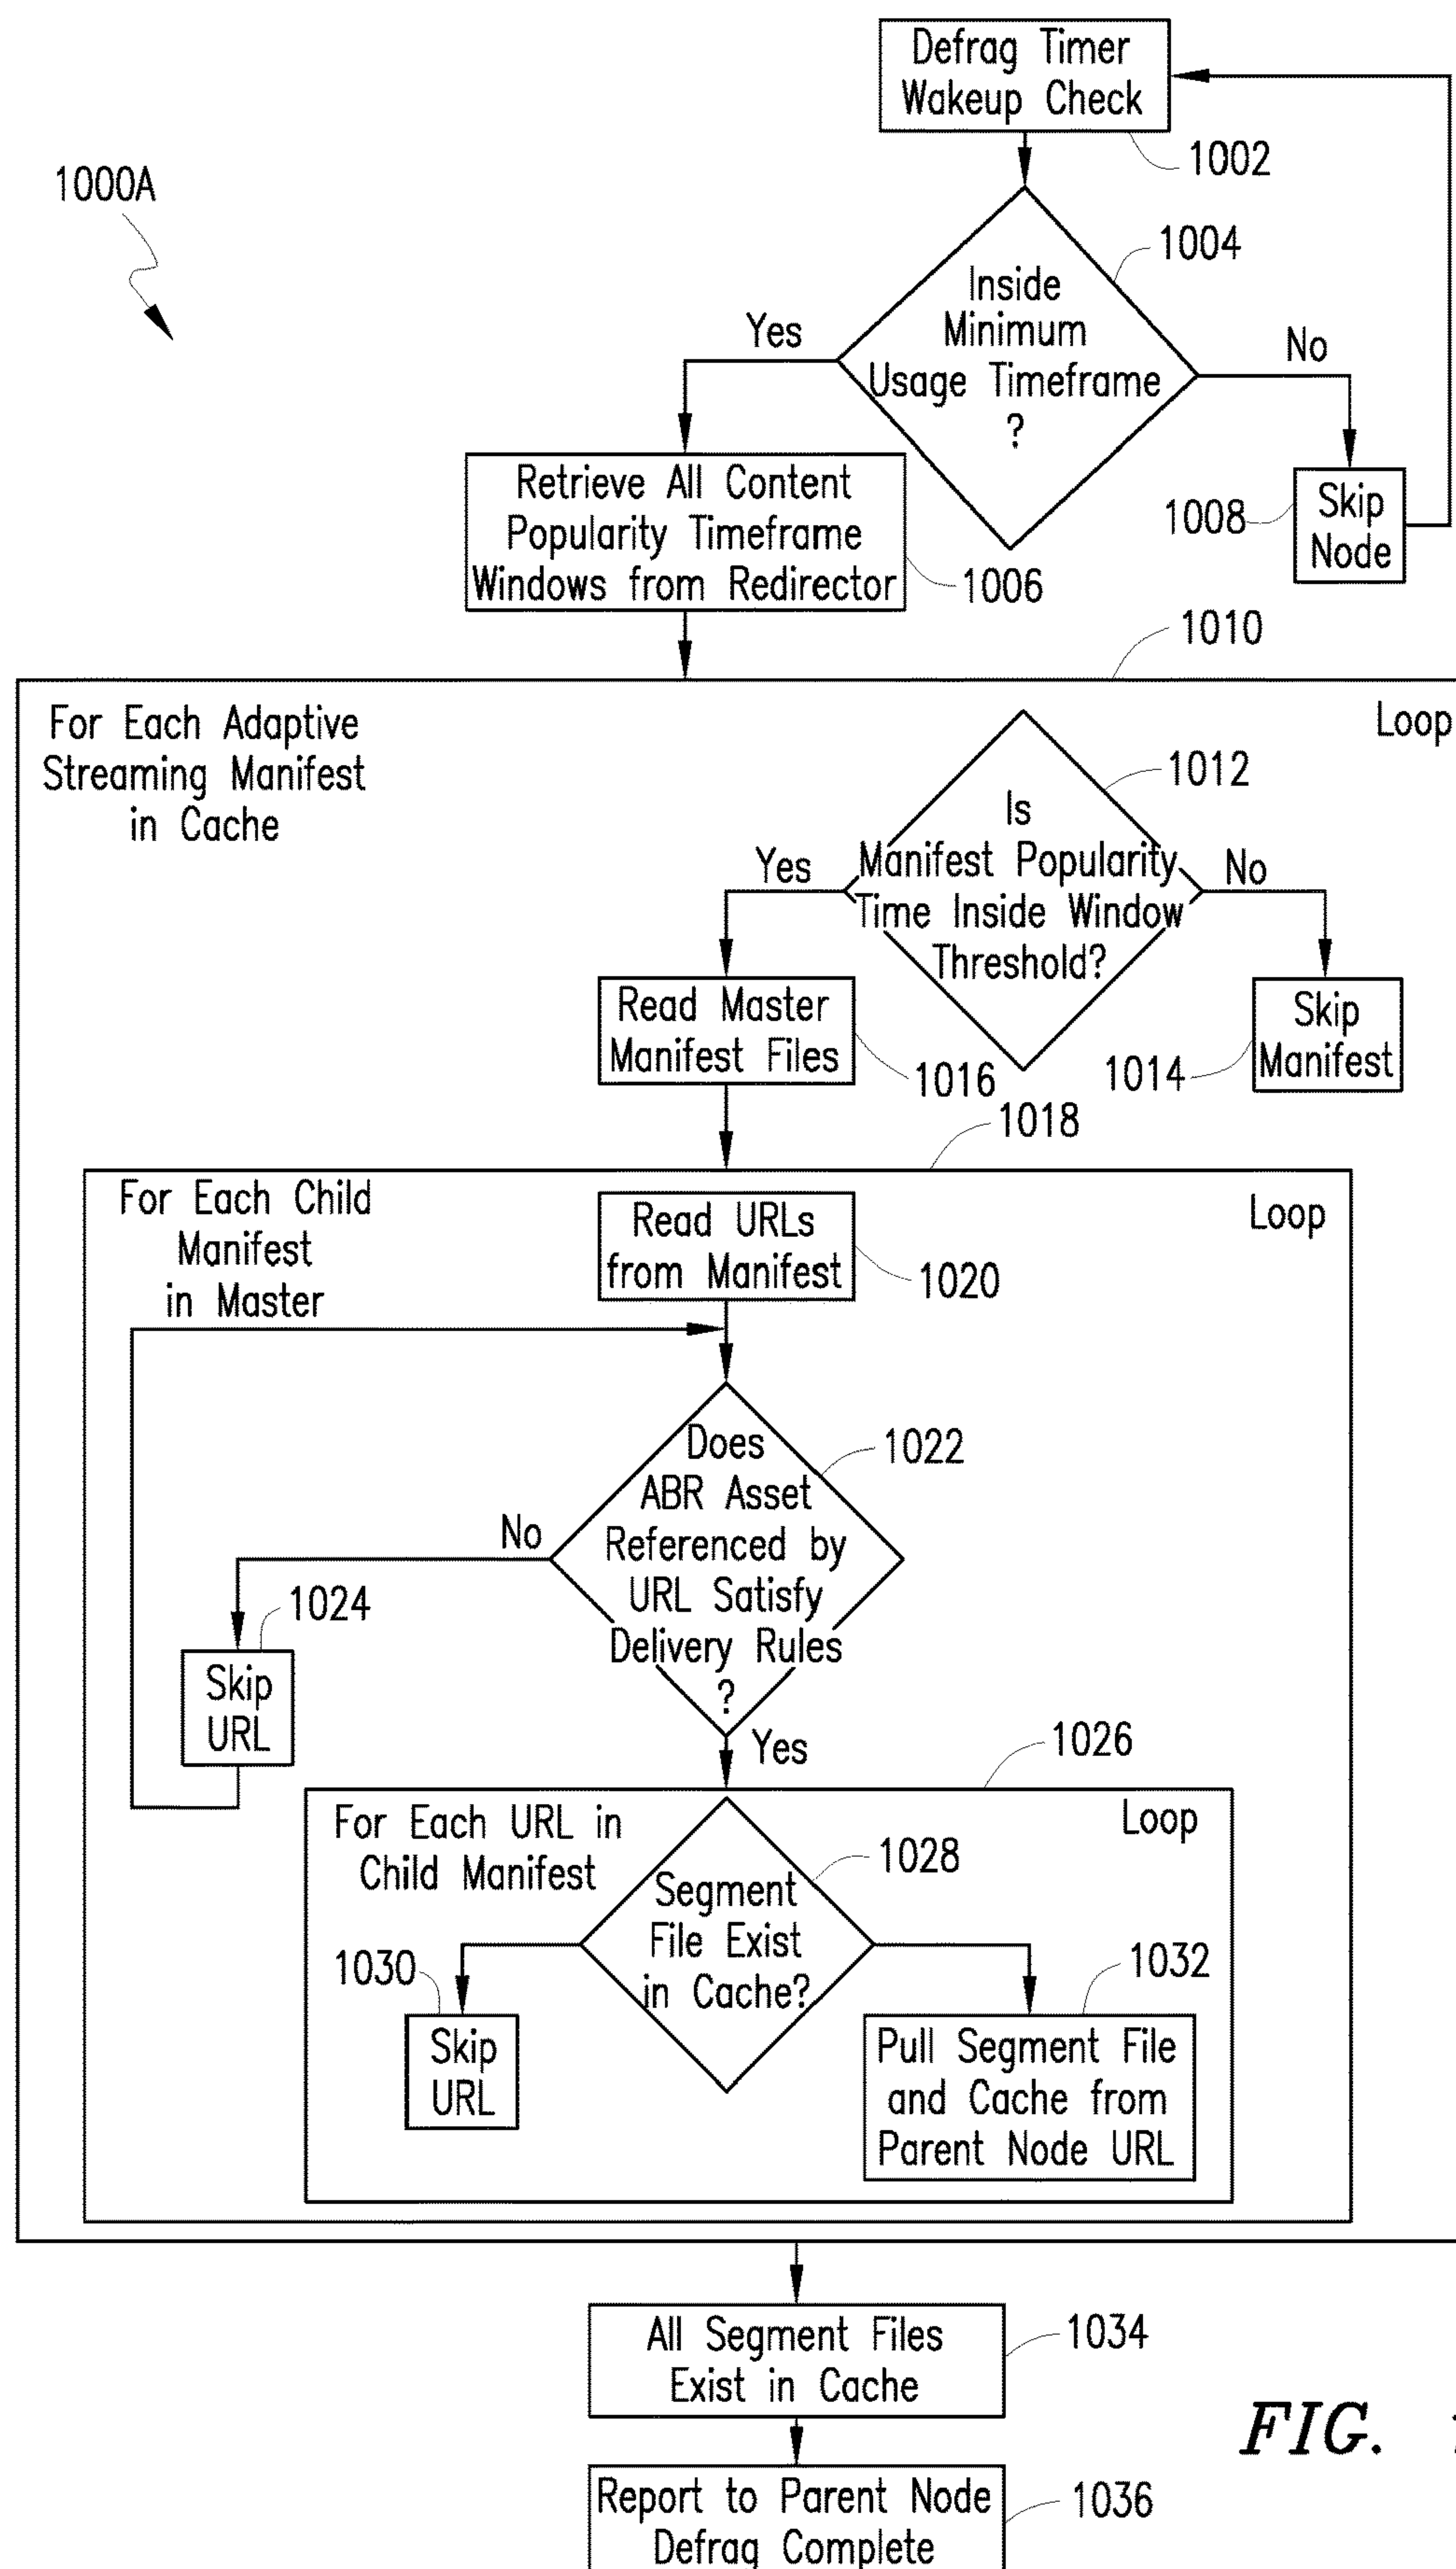 Defrag Timer
Wakeup Check
1002
1000A
1004
Inside
Minimum
Usage Timeframe
?
Yes
No
Retrieve All Content
Popularity Timeframe
Windows from Redirector
1006
1008
Skip
Node
1010
For Each Adaptive
Streaming Manifest
in Cache
Loop
1012
Is
Manifest Popularity
Time Inside Window
Threshold?
Yes
No
Read Master
Manifest Files
1016
1014
Skip
Manifest
1018
For Each Child
Manifest
in Master
Loop
Read URLs
from Manifest
1020
Does
ABR Asset
Referenced by
URL Satisfy
Delivery Rules
?
1022
No
1024
Skip
URL
Yes
1026
For Each URL in
Child Manifest
Loop
1028
Segment
File Exist
in Cache?
1030
Skip
URL
1032
Pull Segment File
and Cache from
Parent Node URL
All Segment Files
Exist in Cache
1034
Report to Parent Node
Defrag Complete
1036
FIG.